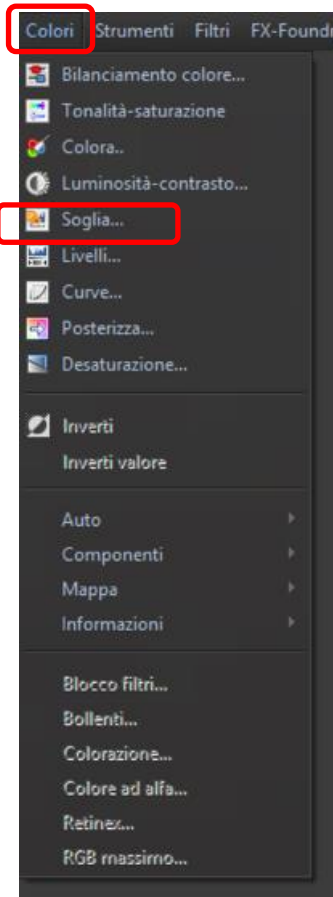 Colori Strumenti Filtri FX-Foundr
Bilanciamento colore...
Tonalità-saturazione
Colora..
Luminosità-contrasto...
Soglia...
Livelli...
Curve...
Posterizza...
Desaturazione...
Inverti
Inverti valore
Auto
Componenti
Mappa
Informazioni
Blocco filtri...
Bollenti...
Colorazione...
Colore ad alfa...
Retinex...
RGB massimo...